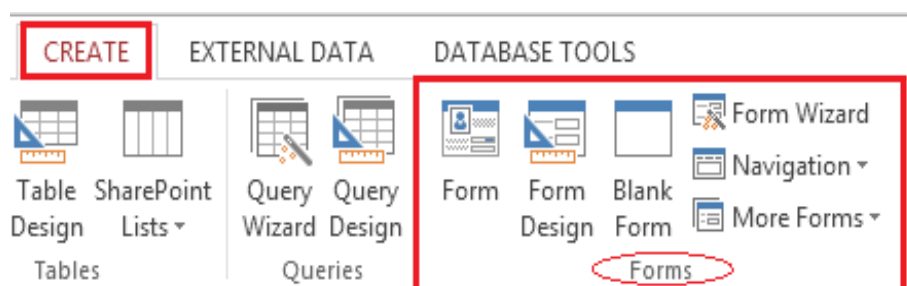 CREATE EXTERNAL DATA DATABASE TOOLS
Table Design
SharePoint Lists
Tables
Query Wizard
Query Design
Queries
Form
Form Design
Blank Form
Form Wizard
Navigation
More Forms
Forms